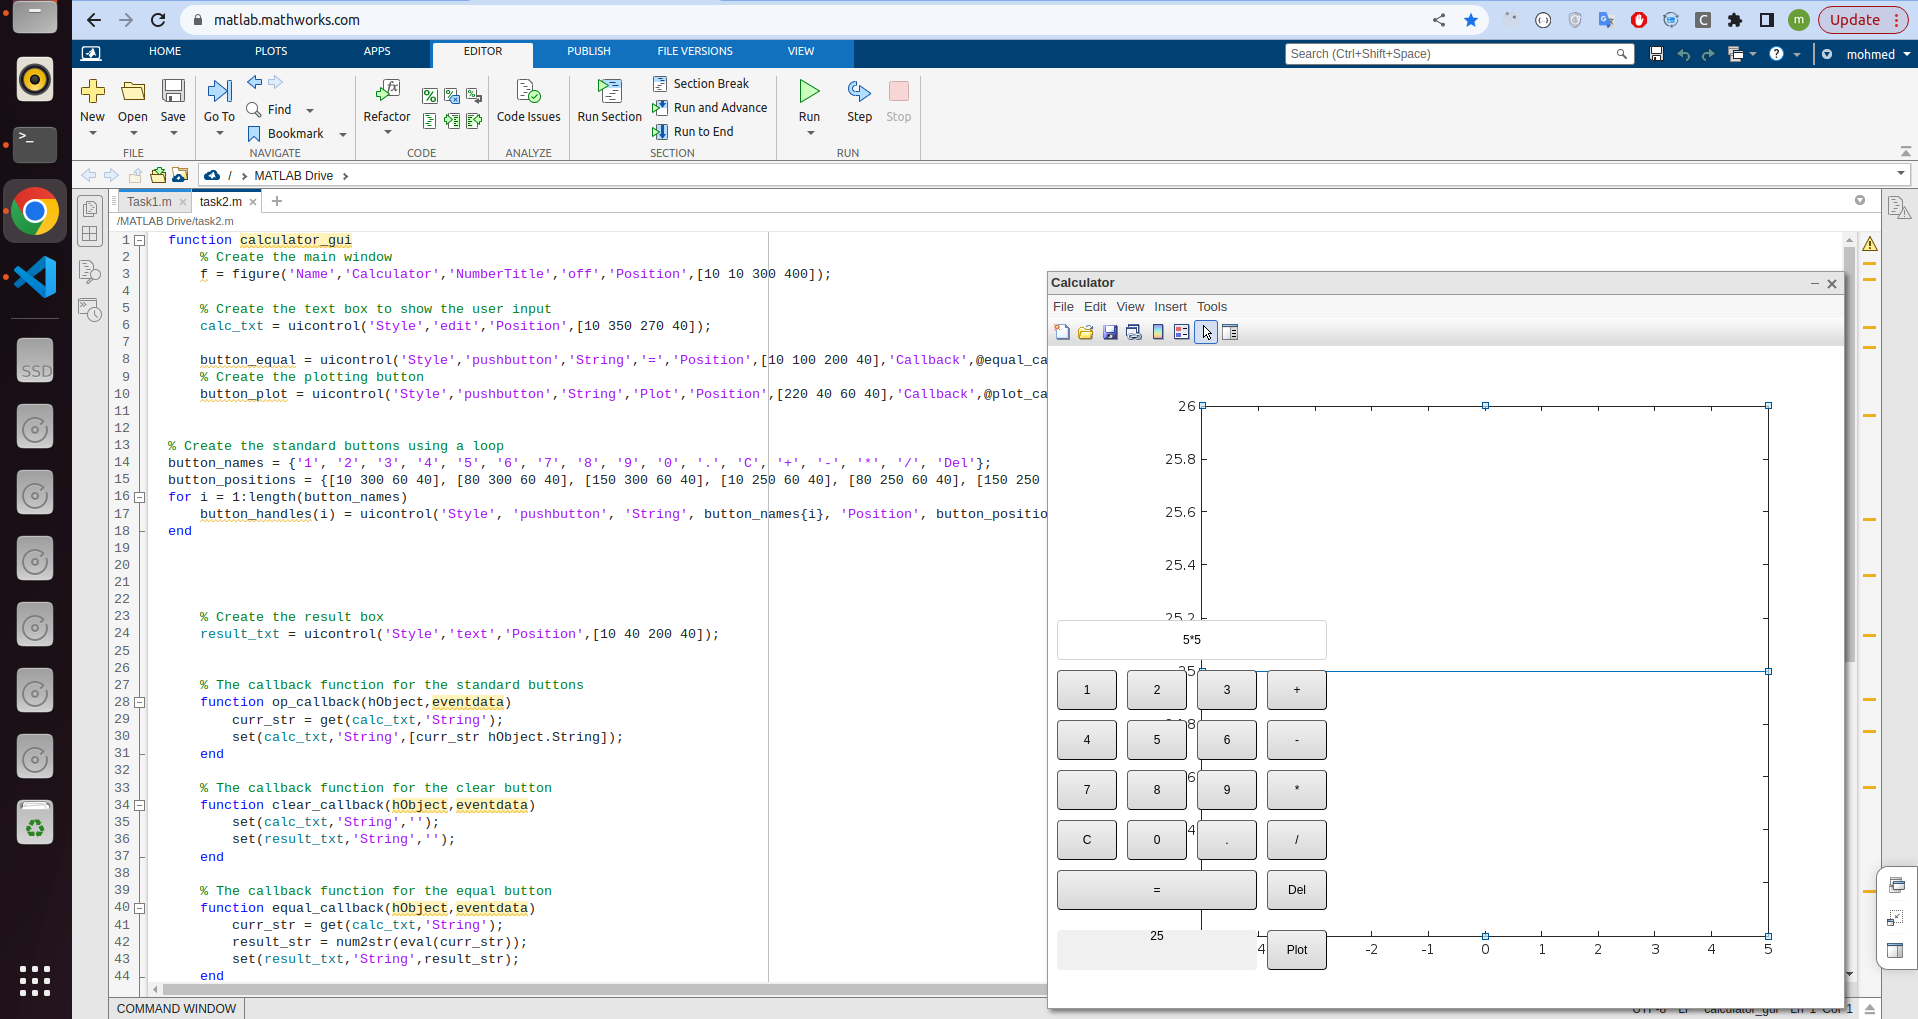 matlab.mathworks.com
m
Update
HOME
PLOTS
APPS
EDITOR
PUBLISH
FILE VERSIONS
VIEW
Search (Ctrl+Shift+Space)
mohmed
New
Open
Save
Go To
Find
Bookmark
Refactor
Code Issues
Run Section
Section Break
Run and Advance
Run to End
Run
Step
Stop
FILE
NAVIGATE
CODE
ANALYZE
SECTION
RUN
/ > MATLAB Drive >
Task1.m
task2.m
/MATLAB Drive/task2.m
1 function calculator_gui
2 % Create the main window
3 f = figure('Name','Calculator','NumberTitle','off','Position',[10 10 300 400]);
4
5 % Create the text box to show the user input
6 calc_txt = uicontrol('Style','edit','Position',[10 350 270 40]);
7
8 button_equal = uicontrol('Style','pushbutton','String','=','Position',[10 100 200 40],'Callback',@equal_ca
9 % Create the plotting button
10 button_plot = uicontrol('Style','pushbutton','String','Plot','Position',[220 40 60 40],'Callback',@plot_ca
11
12
13 % Create the standard buttons using a loop
14 button_names = {'1', '2', '3', '4', '5', '6', '7', '8', '9', '0', '.', 'C', '+', '-', '*', '/', 'Del'};
15 button_positions = {[10 300 60 40], [80 300 60 40], [150 300 60 40], [10 250 60 40], [80 250 60 40], [150 250
16 for i = 1:length(button_names)
17 button_handles(i) = uicontrol('Style', 'pushbutton', 'String', button_names{i}, 'Position', button_positio
18 end
19
20
21
22
23 % Create the result box
24 result_txt = uicontrol('Style','text','Position',[10 40 200 40]);
25
26
27 % The callback function for the standard buttons
28 function op_callback(hObject,eventdata)
29 curr_str = get(calc_txt,'String');
30 set(calc_txt,'String',[curr_str hObject.String]);
31 end
32
33 % The callback function for the clear button
34 function clear_callback(hObject,eventdata)
35 set(calc_txt,'String','');
36 set(result_txt,'String','');
37 end
38
39 % The callback function for the equal button
40 function equal_callback(hObject,eventdata)
41 curr_str = get(calc_txt,'String');
42 result_str = num2str(eval(curr_str));
43 set(result_txt,'String',result_str);
44 end
COMMAND WINDOW
SSD
Calculator
File Edit View Insert Tools
26
25.8
25.6
25.4
25.2
5*5
1 2 3 +
4 5 6 -
7 8 9 *
C 0 . /
= Del
25
Plot
4 -2 -1 0 1 2 3 4 5